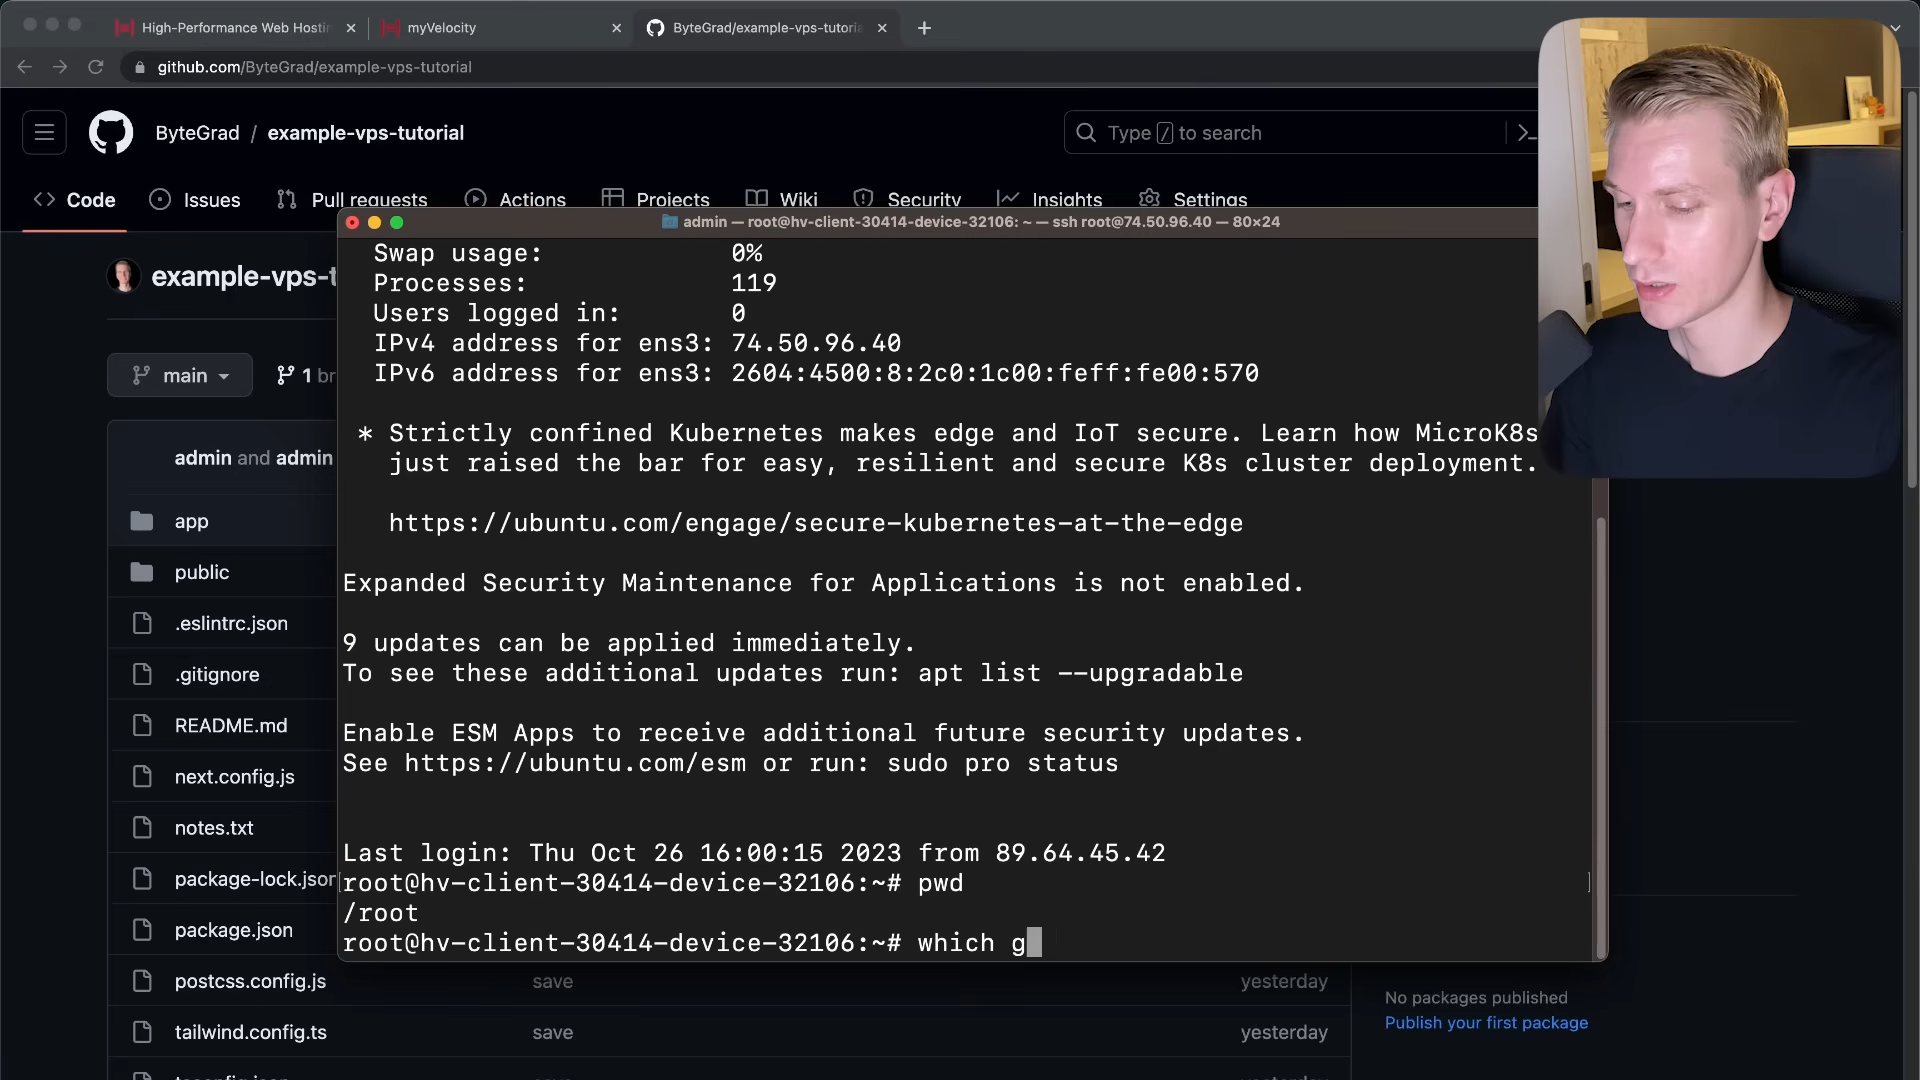 High-Performance Web Hostin
myVelocity
ByteGrad/example-vps-tutoria
github.com/ByteGrad/example-vps-tutorial
ByteGrad / example-vps-tutorial
Type / to search
Code
Issues
Pull requests
Actions
Projects
Wiki
Security
Insights
Settings
admin — root@hv-client-30414-device-32106: ~ — ssh root@74.50.96.40 — 80×24
example-vps-t
main
1 br
admin and admin
app
public
.eslintrc.json
.gitignore
README.md
next.config.js
notes.txt
package-lock.json
package.json
postcss.config.js
save
yesterday
tailwind.config.ts
save
yesterday
Swap usage: 0%
Processes: 119
Users logged in: 0
IPv4 address for ens3: 74.50.96.40
IPv6 address for ens3: 2604:4500:8:2c0:1c00:feff:fe00:570
* Strictly confined Kubernetes makes edge and IoT secure. Learn how MicroK8s
just raised the bar for easy, resilient and secure K8s cluster deployment.
https://ubuntu.com/engage/secure-kubernetes-at-the-edge
Expanded Security Maintenance for Applications is not enabled.
9 updates can be applied immediately.
To see these additional updates run: apt list --upgradable
Enable ESM Apps to receive additional future security updates.
See https://ubuntu.com/esm or run: sudo pro status
Last login: Thu Oct 26 16:00:15 2023 from 89.64.45.42
root@hv-client-30414-device-32106:~# pwd
/root
root@hv-client-30414-device-32106:~# which g
No packages published
Publish your first package